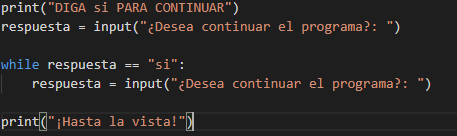 print("DIGA si PARA CONTINUAR")
respuesta = input("¿Desea continuar el programa?: ")
while respuesta == "si":
    respuesta = input("¿Desea continuar el programa?: ")
print("¡Hasta la vista!")